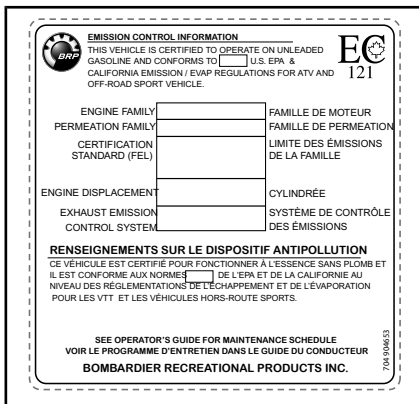 EMISSION CONTROL INFORMATION
THIS VEHICLE IS CERTIFIED TO OPERATE ON UNLEADED
GASOLINE AND CONFORMS TO U.S. EPA &
CALIFORNIA EMISSION / EVAP REGULATIONS FOR ATV AND
OFF-ROAD SPORT VEHICLE.
BRP
EC
121
ENGINE FAMILY FAMILLE DE MOTEUR
PERMEATION FAMILY FAMILLE DE PERMEATION
CERTIFICATION LIMITE DES ÉMISSIONS
STANDARD (FEL) DE LA FAMILLE
ENGINE DISPLACEMENT CYLINDRÉE
EXHAUST EMISSION SYSTÈME DE CONTRÔLE
CONTROL SYSTEM DES ÉMISSIONS
RENSEIGNEMENTS SUR LE DISPOSITIF ANTIPOLLUTION
CE VÉHICULE EST CERTIFIÉ POUR FONCTIONNER À L'ESSENCE SANS PLOMB ET
IL EST CONFORME AUX NORMES DE L'EPA ET DE LA CALIFORNIE AU
NIVEAU DES RÉGLEMENTATIONS DE L'ÉCHAPPEMENT ET DE L'ÉVAPORATION
POUR LES VTT ET LES VÉHICULES HORS-ROUTE SPORTS.
SEE OPERATOR'S GUIDE FOR MAINTENANCE SCHEDULE
VOIR LE PROGRAMME D'ENTRETIEN DANS LE GUIDE DU CONDUCTEUR
BOMBARDIER RECREATIONAL PRODUCTS INC.
704904653